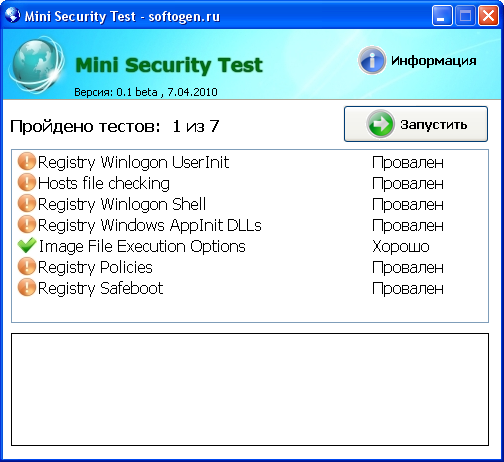 Mini Security Test - softogen.ru
Mini Security Test
Информация
Версия: 0.1 beta , 7.04.2010
Пройдено тестов: 1 из 7
Запустить
Registry Winlogon UserInit Провален
Hosts file checking Провален
Registry Winlogon Shell Провален
Registry Windows AppInit DLLs Провален
Image File Execution Options Хорошо
Registry Policies Провален
Registry Safeboot Провален